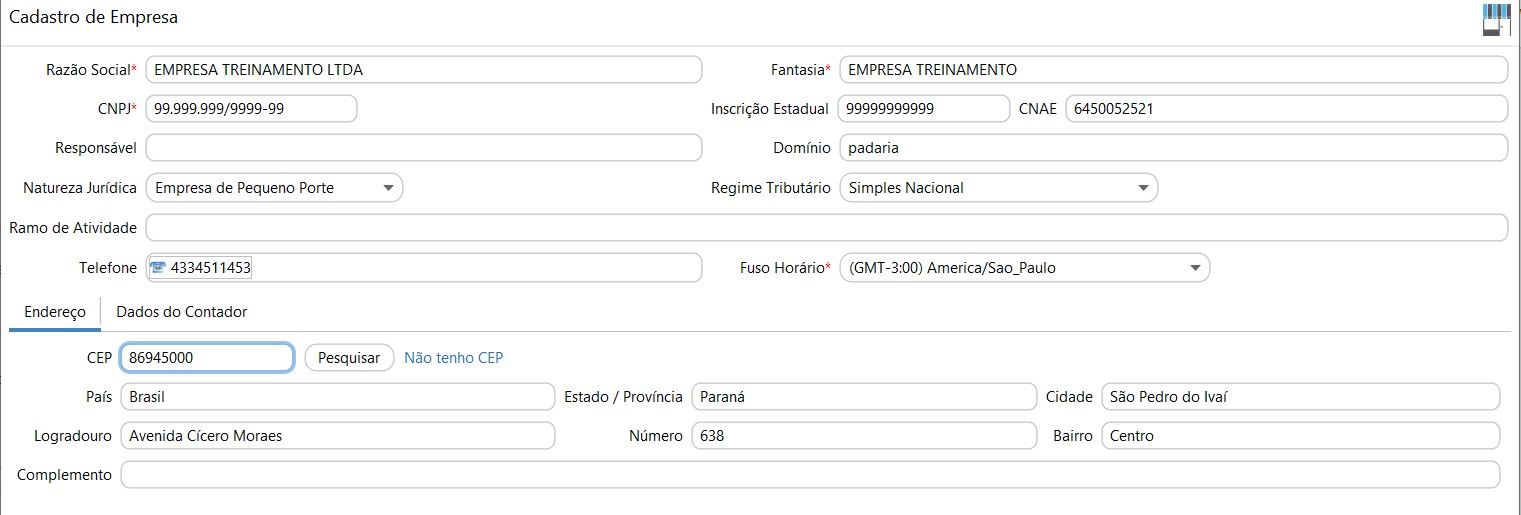 Cadastro de Empresa
Razão Social* EMPRESA TREINAMENTO LTDA Fantasia* EMPRESA TREINAMENTO
CNPJ* 99.999.999/9999-99 Inscrição Estadual 99999999999 CNAE 6450052521
Responsável Domínio padaria
Natureza Jurídica Empresa de Pequeno Porte Regime Tributário Simples Nacional
Ramo de Atividade
Telefone 4334511453 Fuso Horário* (GMT-3:00) America/Sao_Paulo
Endereço Dados do Contador
CEP 86945000 Pesquisar Não tenho CEP
País Brasil Estado / Província Paraná Cidade São Pedro do Ivaí
Logradouro Avenida Cícero Moraes Número 638 Bairro Centro
Complemento